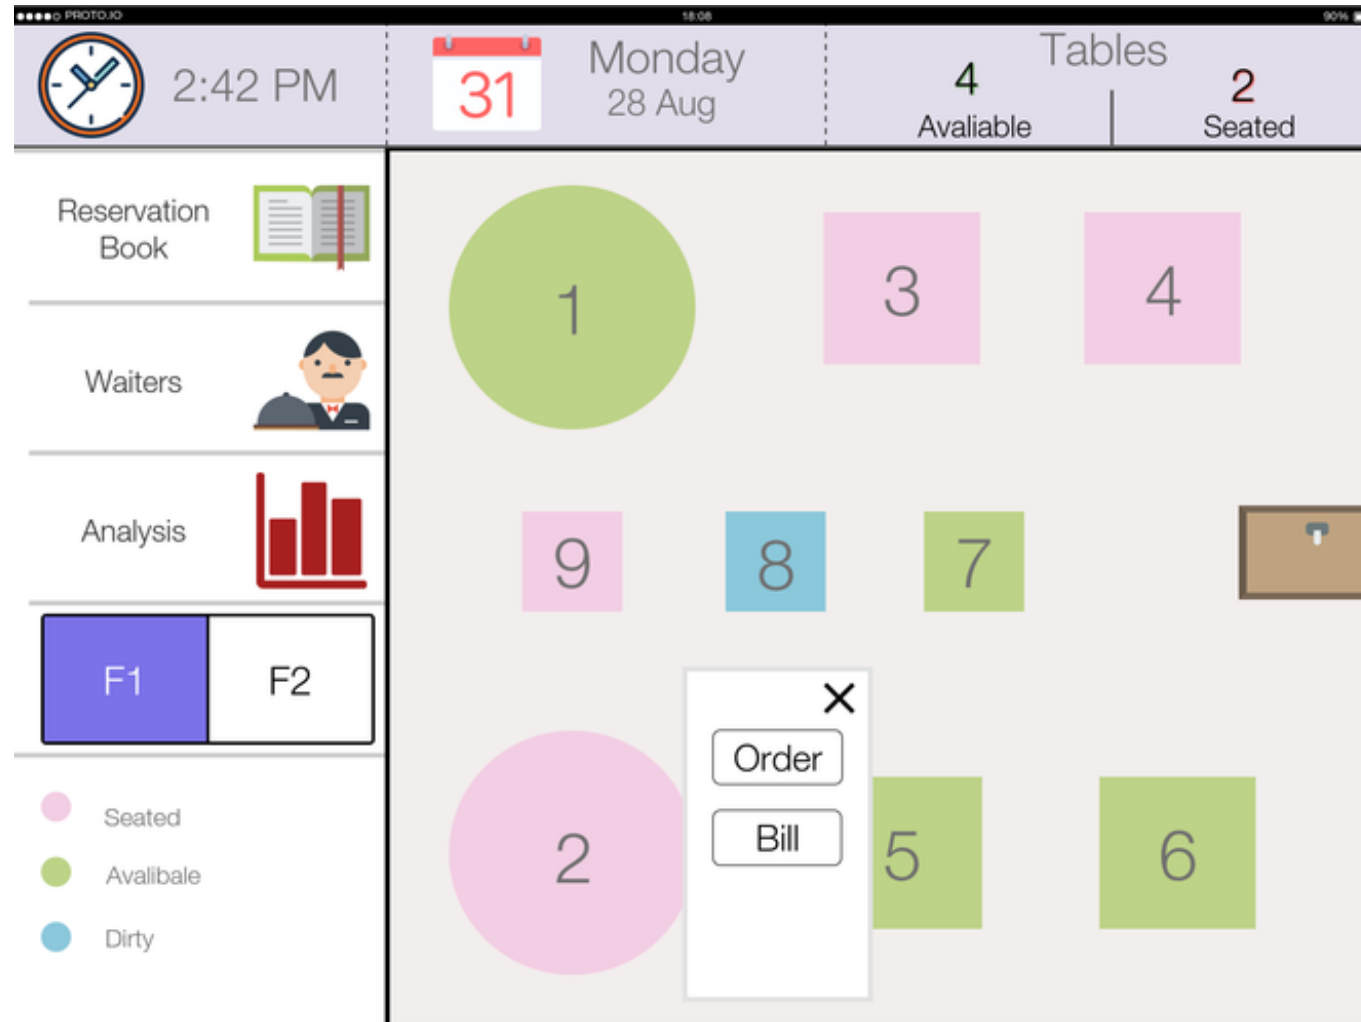 PROTO.IO
18:08
90%
2:42 PM
31
Monday
28 Aug
Tables
4
Avaliable
2
Seated
Reservation
Book
Waiters
Analysis
F1
F2
Seated
Avalibale
Dirty
1
3
4
9
8
7
2
Order
Bill
5
6